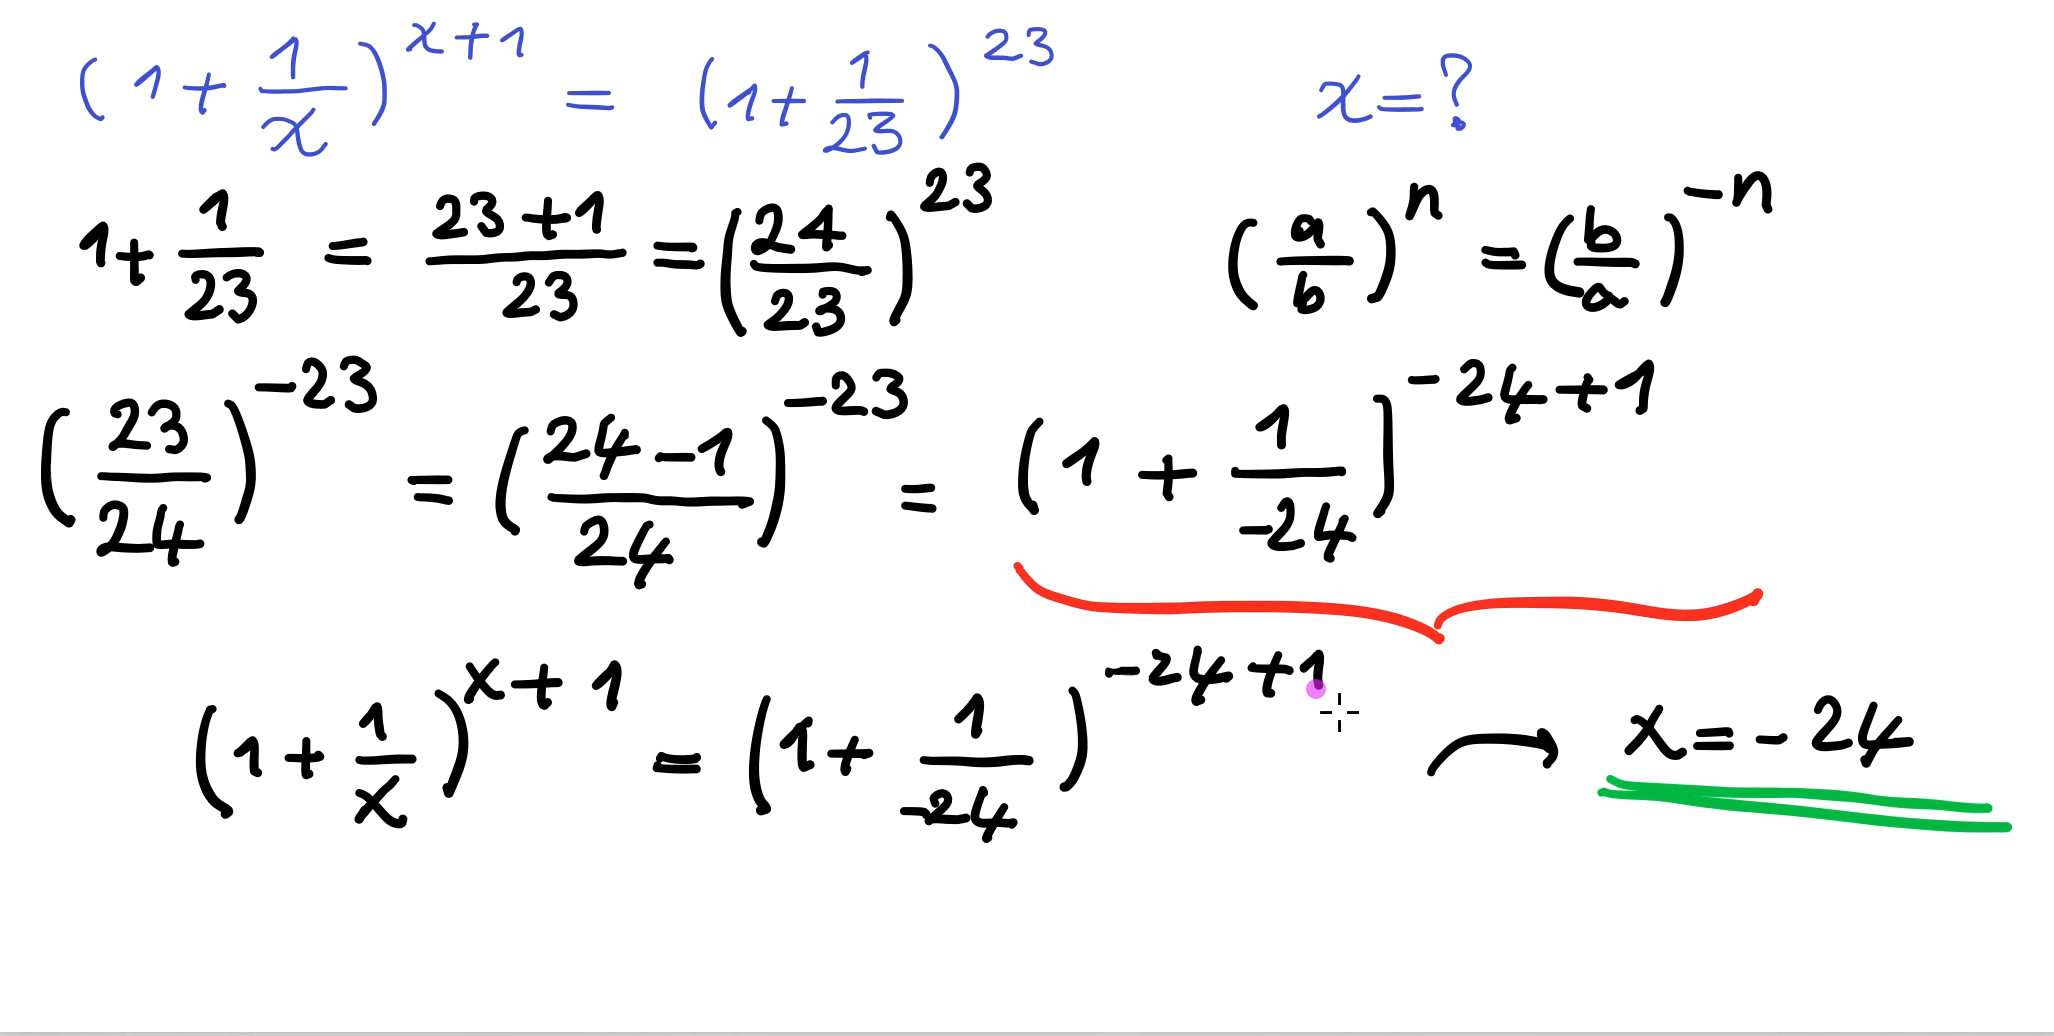 (1 + 1/x)^(x+1) = (1 + 1/23)^23    x = ?
1 + 1/23 = (23+1)/23 = (24/23)^23    (a/b)^n = (b/a)^-n
(23/24)^-23 = ((24-1)/24)^-23 = (1 + 1/-24)^(-24+1)
(1 + 1/x)^(x+1) = (1 + 1/-24)^(-24+1) → x = -24